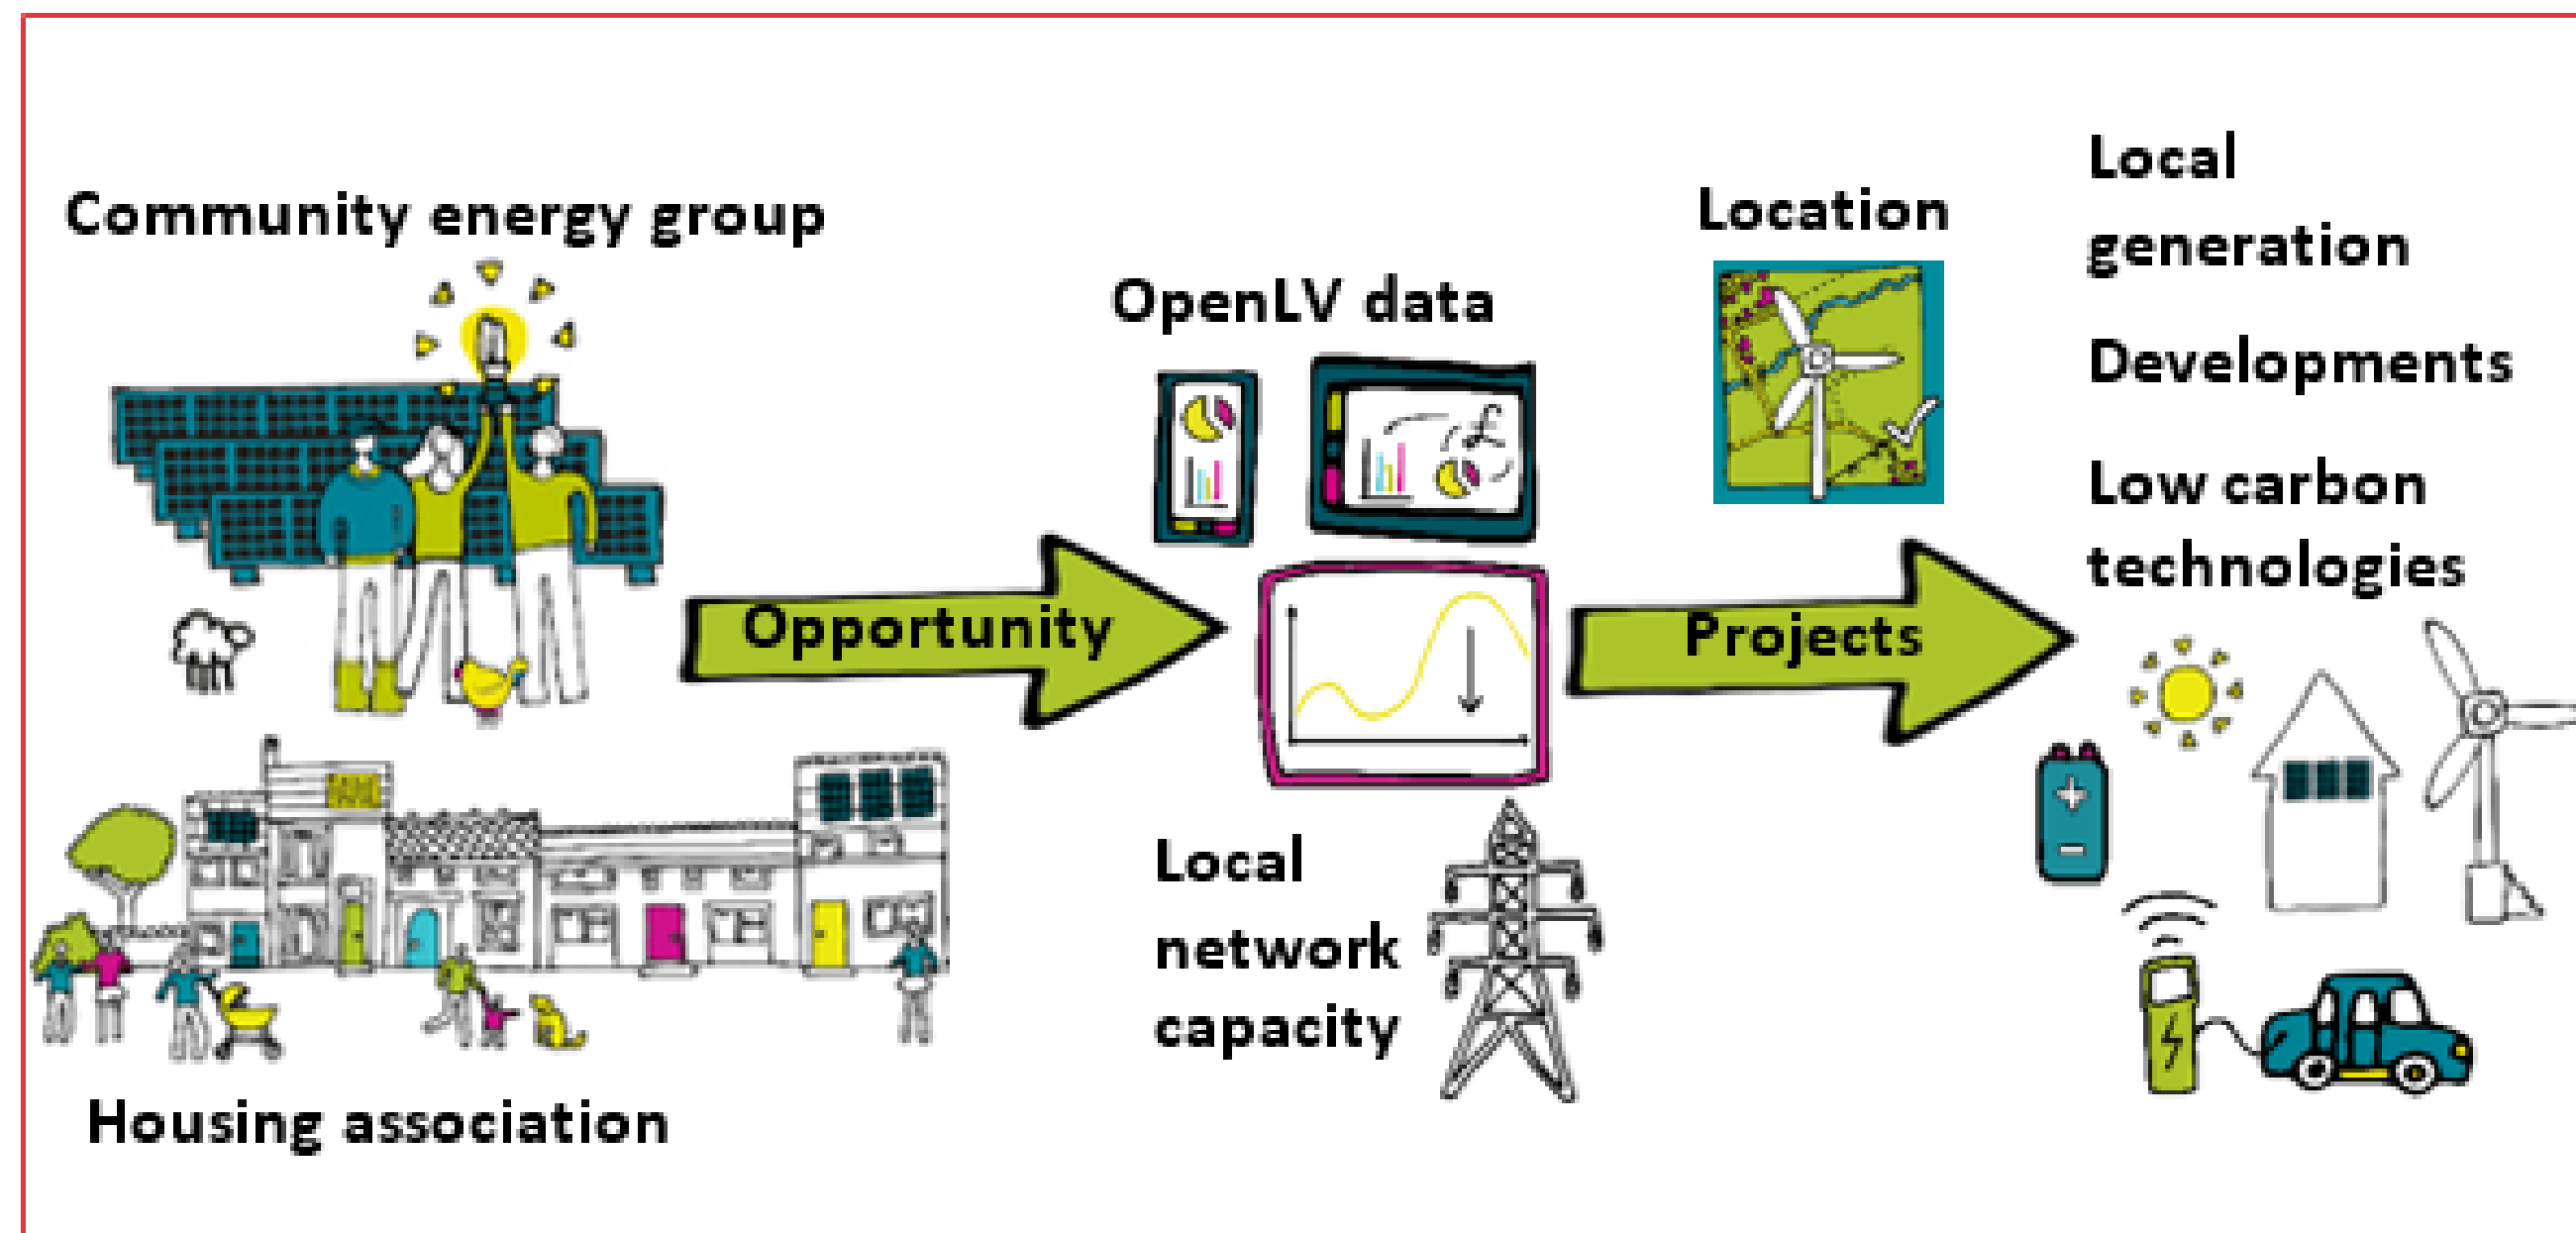 Community energy group
Housing association
Opportunity
OpenLV data
£
Local
network
capacity
Location
Projects
Local
generation
Developments
Low carbon
technologies